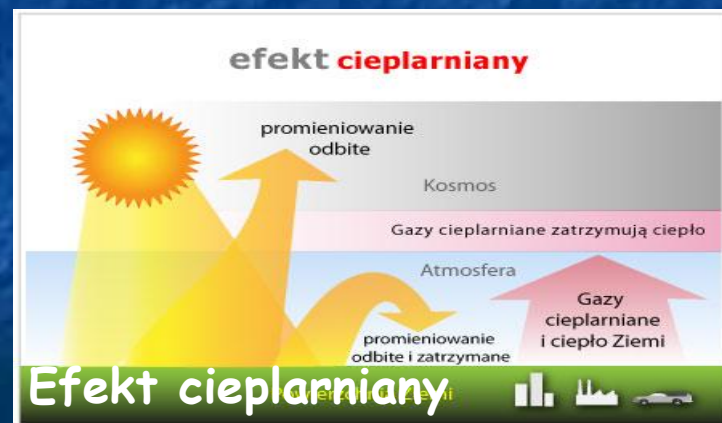 efekt cieplarniany
promieniowanie
odbite
Kosmos
Gazy cieplarniane zatrzymują ciepło
Atmosfera
Gazy
cieplarniane
i ciepło Ziemi
promieniowanie
odbite i zatrzymane
Efekt cieplarniany